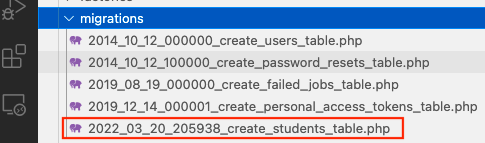 migrations
2014_10_12_000000_create_users_table.php
2014_10_12_100000_create_password_resets_table.php
2019_08_19_000000_create_failed_jobs_table.php
2019_12_14_000001_create_personal_access_tokens_table.php
2022_03_20_205938_create_students_table.php